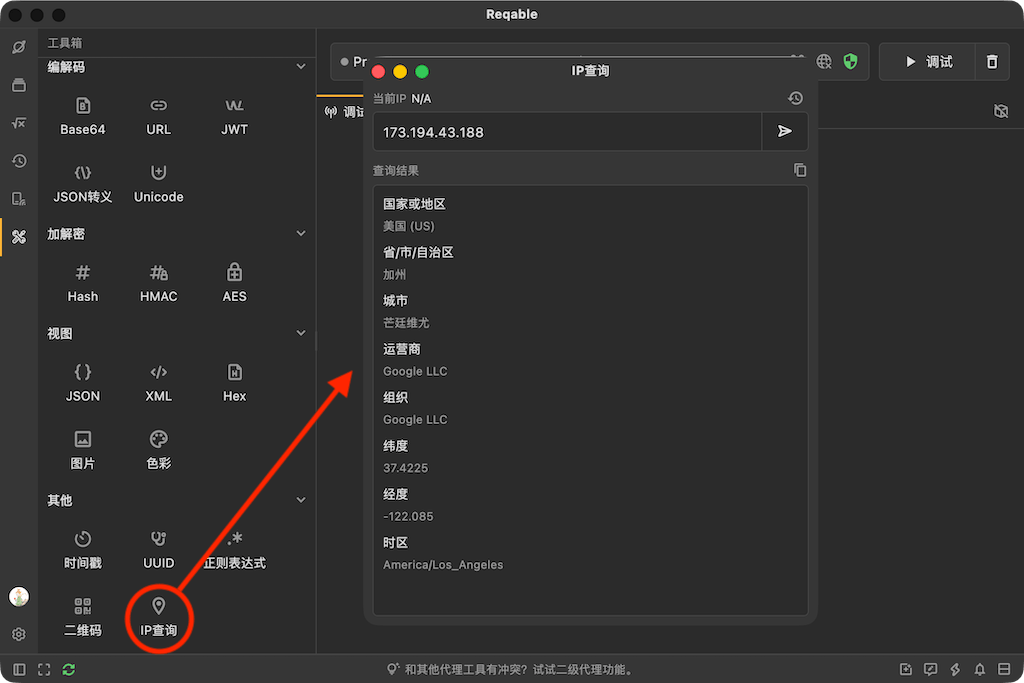 Reqable
工具箱
编解码
Base64
URL
JWT
JSON转义
Unicode
加解密
Hash
HMAC
AES
视图
JSON
XML
Hex
图片
色彩
其他
时间戳
UUID
正则表达式
二维码
IP查询
Pr
调试
调试
IP查询
当前IP N/A
173.194.43.188
查询结果
国家或地区
美国 (US)
省/市/自治区
加州
城市
芒廷维尤
运营商
Google LLC
组织
Google LLC
纬度
37.4225
经度
-122.085
时区
America/Los_Angeles
和其他代理工具有冲突？试试二级代理功能。